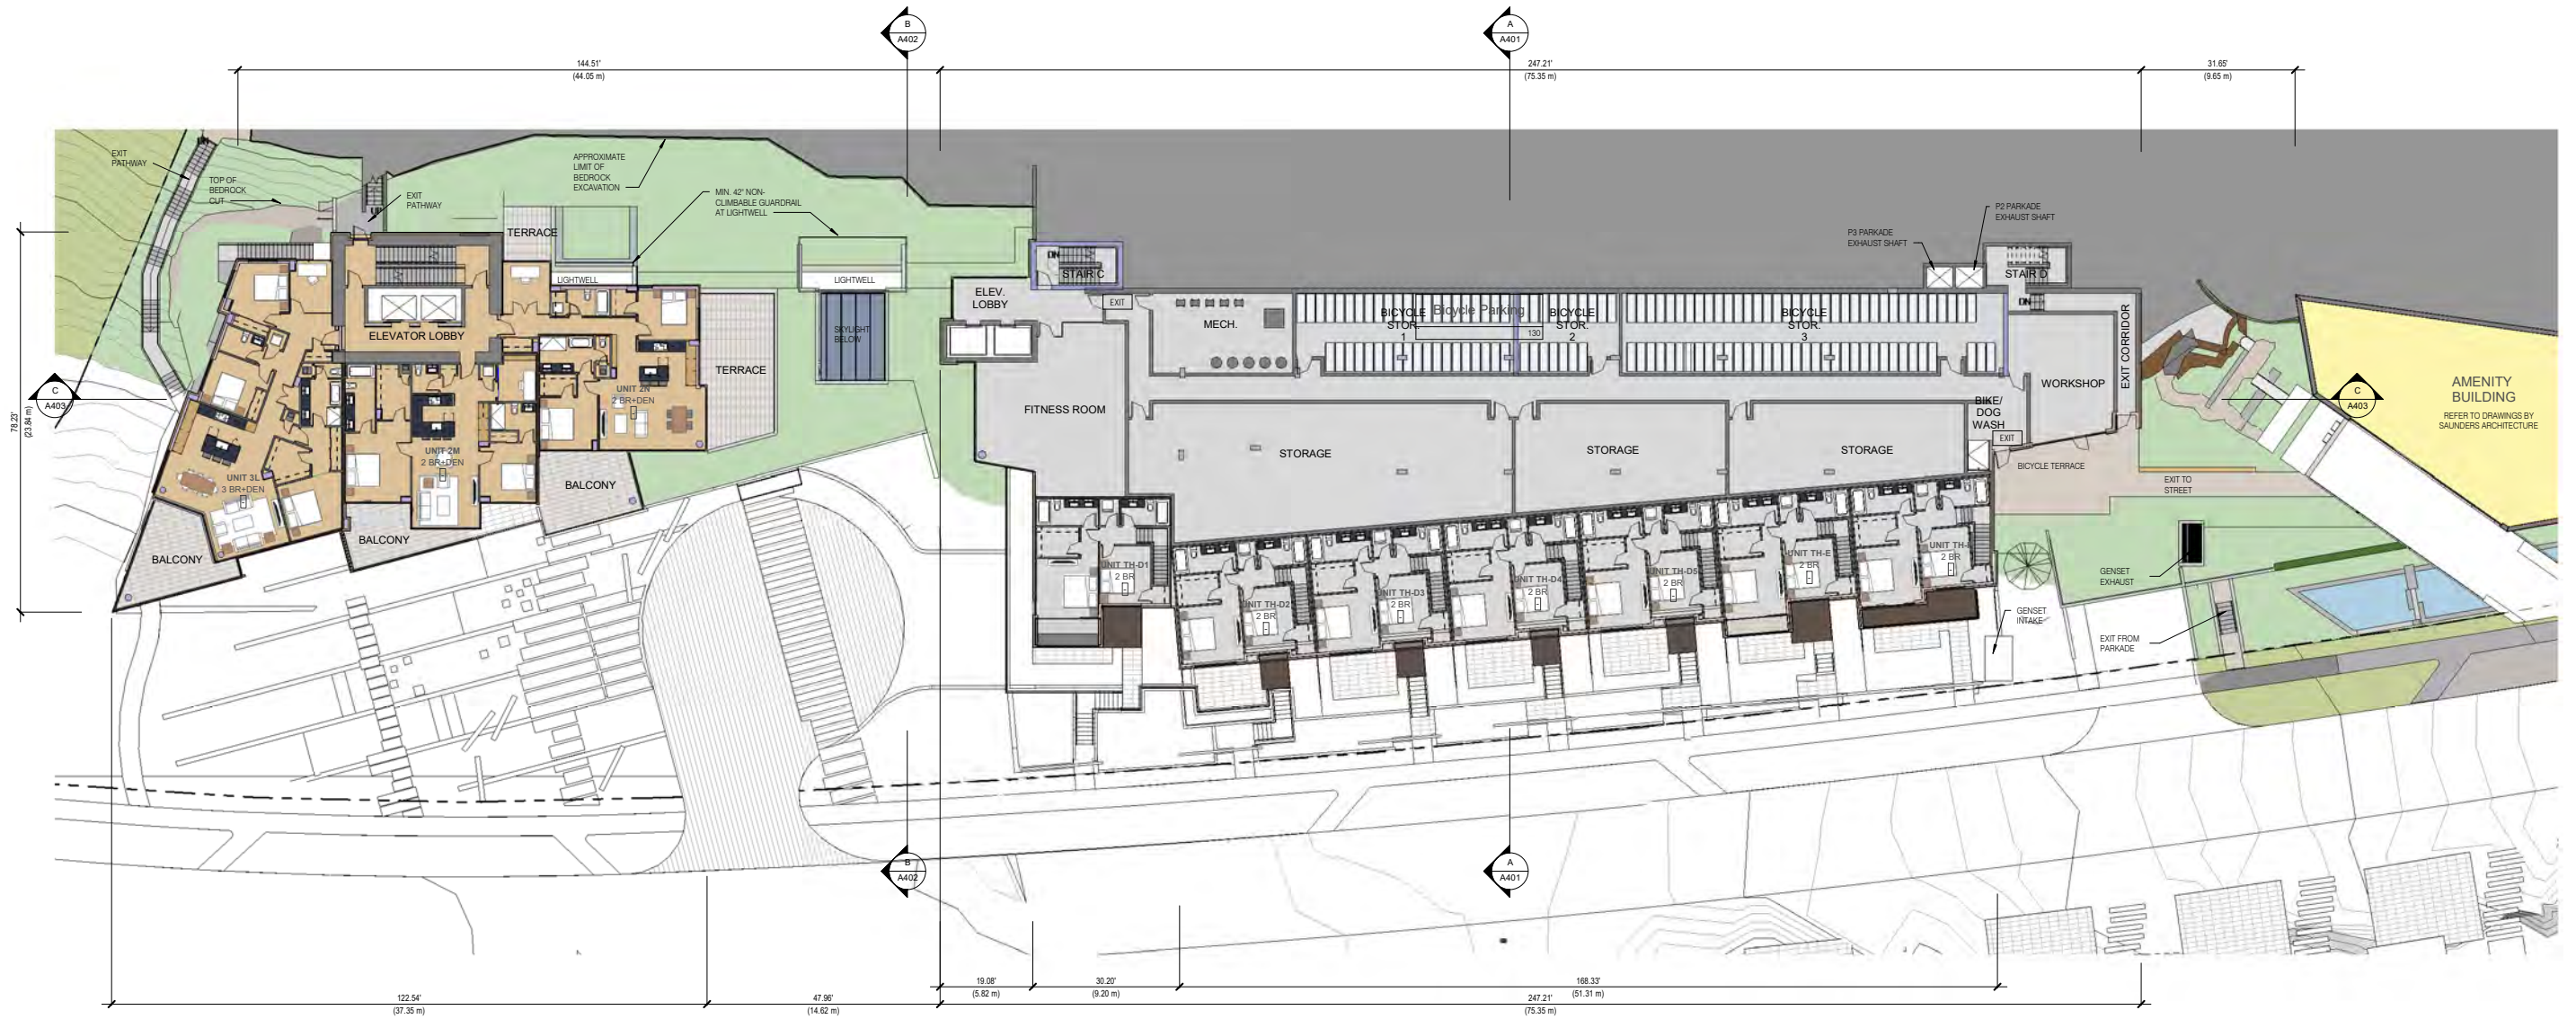 B
A402
A
A401
144.51'
(44.05 m)
247.21'
(75.35 m)
31.65'
(9.65 m)
EXIT
PATHWAY
TOP OF
BEDROCK
CUT
EXIT
PATHWAY
UP
APPROXIMATE
LIMIT OF
BEDROCK
EXCAVATION
MIN. 42" NON-
CLIMBABLE GUARDRAIL
AT LIGHTWELL
P2 PARKADE
EXHAUST SHAFT
P3 PARKADE
EXHAUST SHAFT
TERRACE
LIGHTWELL
LIGHTWELL
DN
STAIR C
STAIR D
DN
ELEV.
LOBBY
EXIT
MECH.
Bicycle Parking
130
BICYCLE
STOR.
1
BICYCLE
STOR.
2
BICYCLE
STOR.
3
ELEVATOR LOBBY
SKYLIGHT
BELOW
TERRACE
EXIT CORRIDOR
WORKSHOP
FITNESS ROOM
BIKE/
DOG
WASH
EXIT
C
A403
C
A403
AMENITY
BUILDING
REFER TO DRAWINGS BY
SAUNDERS ARCHITECTURE
78.23'
(23.84 m)
UNIT 2N
2 BR+DEN
UNIT 2M
2 BR+DEN
UNIT 3L
3 BR+DEN
STORAGE
STORAGE
STORAGE
BICYCLE TERRACE
EXIT TO
STREET
BALCONY
BALCONY
BALCONY
UNIT TH-D1
2 BR
UNIT TH-D2
2 BR
UNIT TH-D3
2 BR
UNIT TH-D4
2 BR
UNIT TH-D5
2 BR
UNIT TH-E
2 BR
2 BR
GENSET
EXHAUST
GENSET
INTAKE
EXIT FROM
PARKADE
B
A402
A
A401
19.08'
(5.82 m)
30.20'
(9.20 m)
168.33'
(51.31 m)
122.54'
(37.35 m)
47.96'
(14.62 m)
247.21'
(75.35 m)